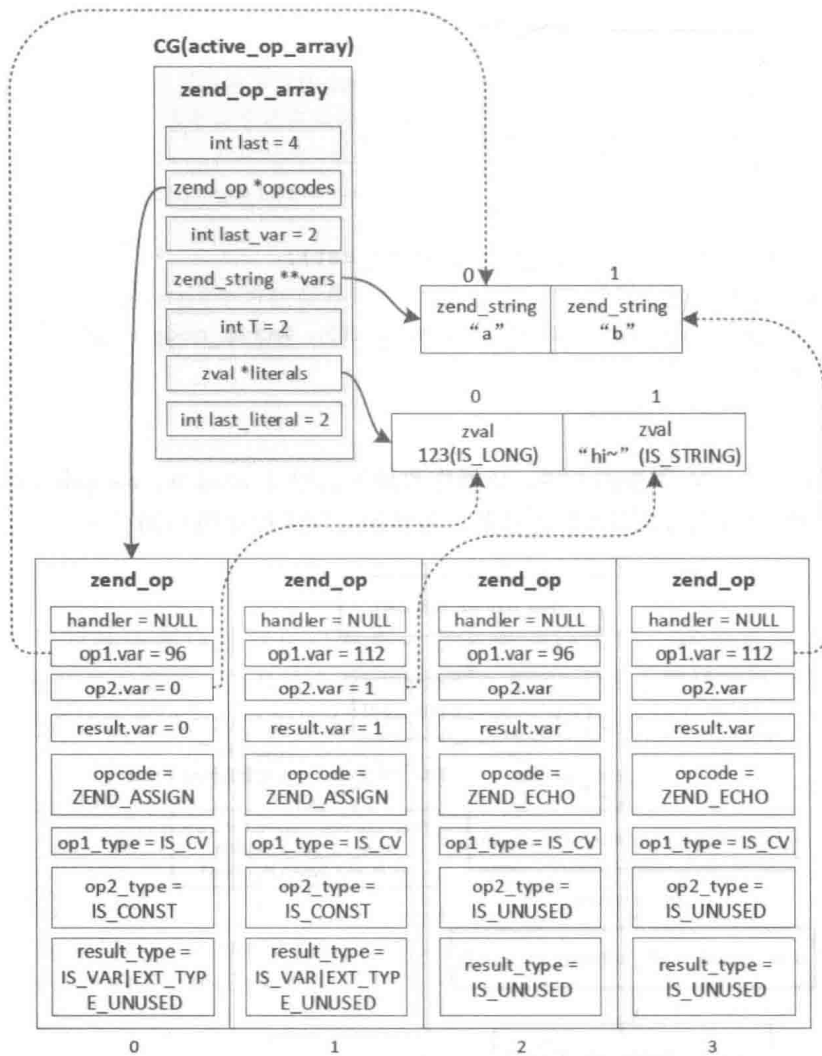 CG(active_op_array)
zend_op_array
int last = 4
zend_op *opcodes
int last_var = 2
zend_string **vars
int T = 2
zval *literals
int last_literal = 2
0 1
zend_string zend_string
“a” “b”
0 1
zval zval
123(IS_LONG) “hi~” (IS_STRING)
zend_op zend_op zend_op zend_op
handler = NULL handler = NULL handler = NULL handler = NULL
op1.var = 96 op1.var = 112 op1.var = 96 op1.var = 112
op2.var = 0 op2.var = 1 op2.var op2.var
result.var = 0 result.var = 1 result.var result.var
opcode = opcode = opcode = opcode =
ZEND_ASSIGN ZEND_ASSIGN ZEND_ECHO ZEND_ECHO
op1_type = IS_CV op1_type = IS_CV op1_type = IS_CV op1_type = IS_CV
op2_type = op2_type = op2_type = op2_type =
IS_CONST IS_CONST IS_UNUSED IS_UNUSED
result_type = result_type = result_type = result_type =
IS_VAR|EXT_TYP IS_VAR|EXT_TYP IS_UNUSED IS_UNUSED
E_UNUSED E_UNUSED
0 1 2 3